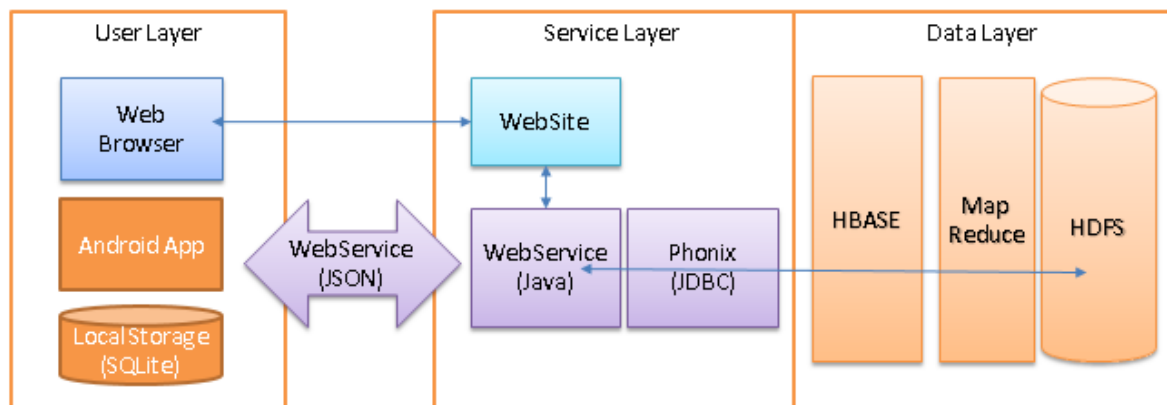 User Layer
Web
Browser
Android App
Local Storage
(SQLite)
WebService
(JSON)
Service Layer
WebSite
WebService
(Java)
Phonix
(JDBC)
Data Layer
HBASE
Map
Reduce
HDFS